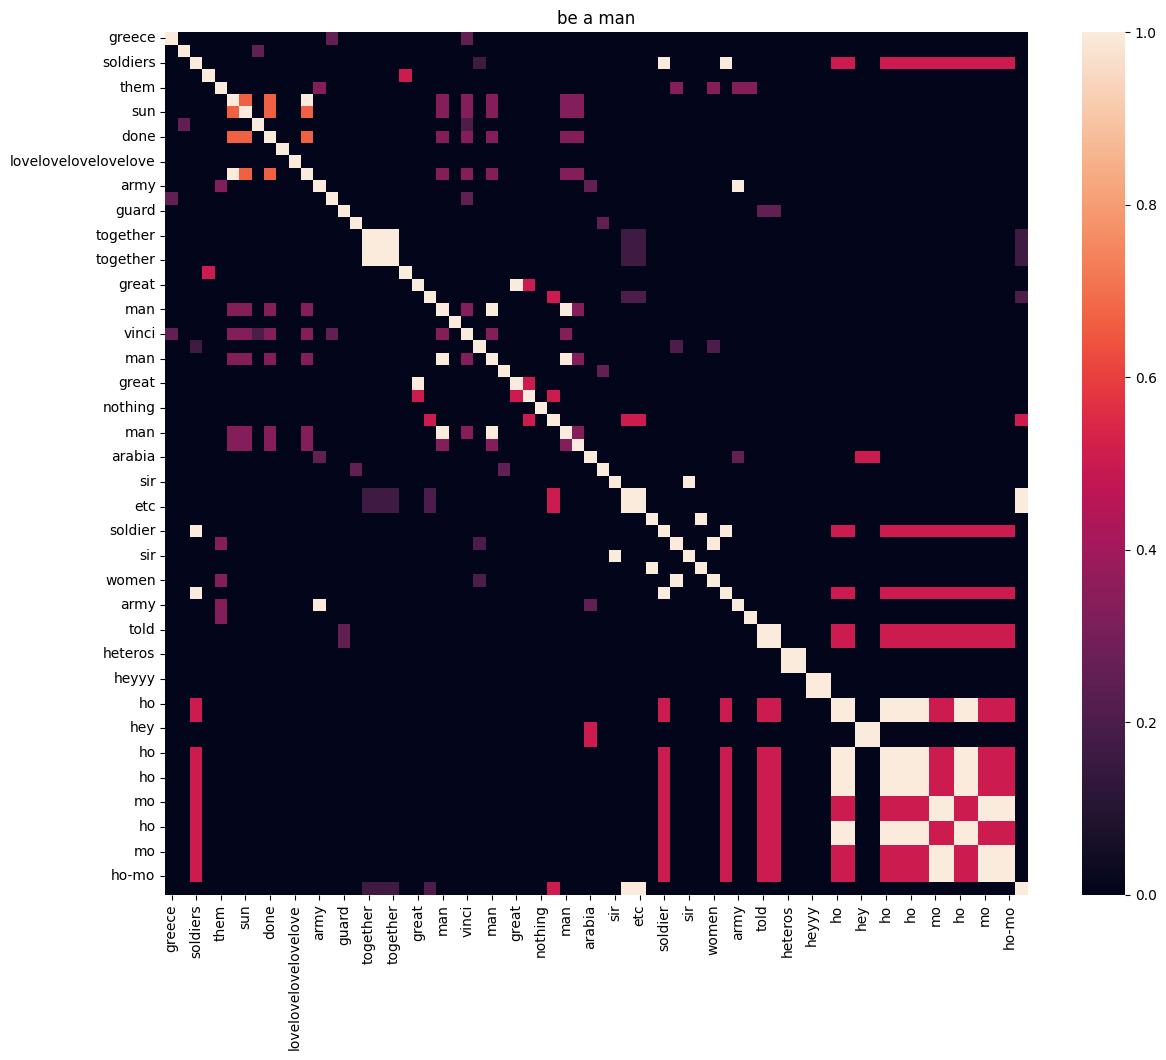 be a man
greece
soldiers
them
sun
done
lovelovelovelovelove
army
guard
together
together
great
man
vinci
man
great
nothing
man
arabia
sir
etc
soldier
sir
women
army
told
heteros
heyyy
ho
hey
ho
ho
mo
ho
mo
ho-mo
1.0
0.8
0.6
0.4
0.2
0.0
greece
soldiers
them
sun
done
lovelovelovelovelove
army
guard
together
together
great
man
vinci
man
great
nothing
man
arabia
sir
etc
soldier
sir
women
army
told
heteros
heyyy
ho
hey
ho
ho
mo
ho
mo
ho-mo